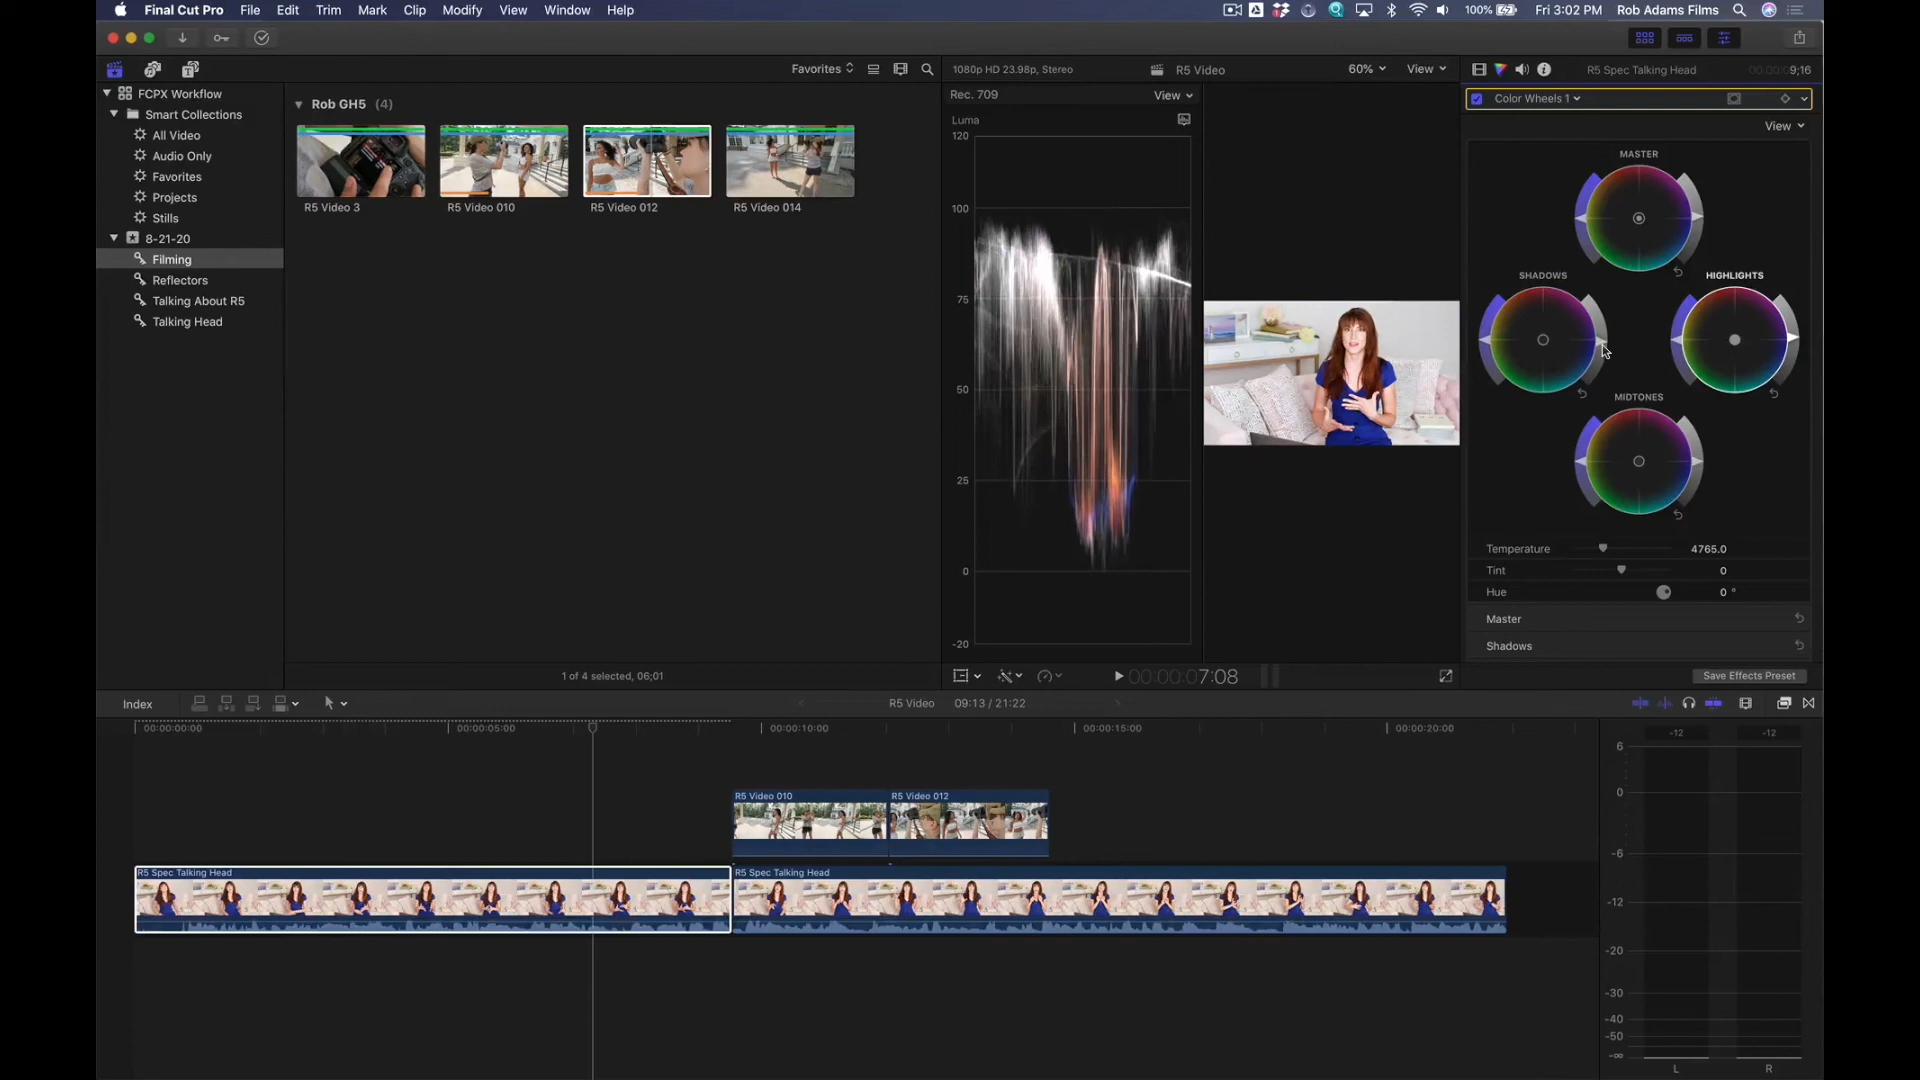 Final Cut Pro File Edit Trim Mark Clip Modify View Window Help 100% Fri 3:02 PM Rob Adams Films
Favorites
1080p HD 23.98p, Stereo R5 Video 60% View
R5 Spec Talking Head 9;16
FCPX Workflow
Smart Collections
All Video
Audio Only
Favorites
Projects
Stills
8-21-20
Filming
Reflectors
Talking About R5
Talking Head
Rob GH5 (4)
R5 Video 3 R5 Video 010 R5 Video 012 R5 Video 014
1 of 4 selected, 06;01
Rec. 709 View
Luma
120
100
75
50
25
0
-20
00:00:00:07:08
Color Wheels 1
View
MASTER
SHADOWS HIGHLIGHTS
MIDTONES
Temperature 4765.0
Tint 0
Hue 0 °
Master
Shadows
Save Effects Preset
Index R5 Video 09:13 / 21:22
00:00:00:00 00:00:05:00 00:00:10:00 00:00:15:00 00:00:20:00
R5 Video 010 R5 Video 012
R5 Spec Talking Head R5 Spec Talking Head
-12 -12
6
0
-6
-12
-20
-30
-40
-50
-∞
L R